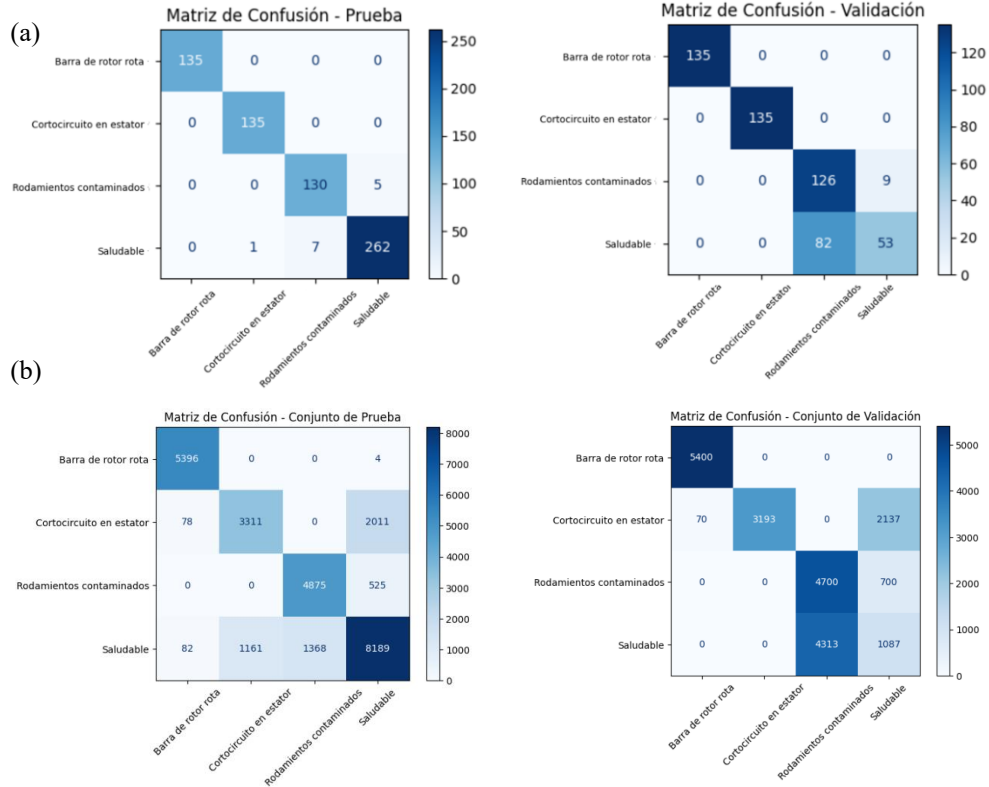 (a)
Matriz de Confusión - Prueba
Barra de rotor rota 135 0 0 0
Cortocircuito en estator 0 135 0 0
Rodamientos contaminados 0 0 130 5
Saludable 0 1 7 262
250
200
150
100
50
0
Barra de rotor rota
Cortocircuito en estator
Rodamientos contaminados
Saludable
Matriz de Confusión - Validación
Barra de rotor rota 135 0 0 0
Cortocircuito en estator 0 135 0 0
Rodamientos contaminados 0 0 126 9
Saludable 0 0 82 53
120
100
80
60
40
20
0
Barra de rotor rota
Cortocircuito en estator
Rodamientos contaminados
Saludable
(b)
Matriz de Confusión - Conjunto de Prueba
Barra de rotor rota 5396 0 0 4
Cortocircuito en estator 78 3311 0 2011
Rodamientos contaminados 0 0 4875 525
Saludable 82 1161 1368 8189
8000
7000
6000
5000
4000
3000
2000
1000
0
Barra de rotor rota
Cortocircuito en estator
Rodamientos contaminados
Saludable
Matriz de Confusión - Conjunto de Validación
Barra de rotor rota 5400 0 0 0
Cortocircuito en estator 70 3193 0 2137
Rodamientos contaminados 0 0 4700 700
Saludable 0 0 4313 1087
5000
4000
3000
2000
1000
0
Barra de rotor rota
Cortocircuito en estator
Rodamientos contaminados
Saludable